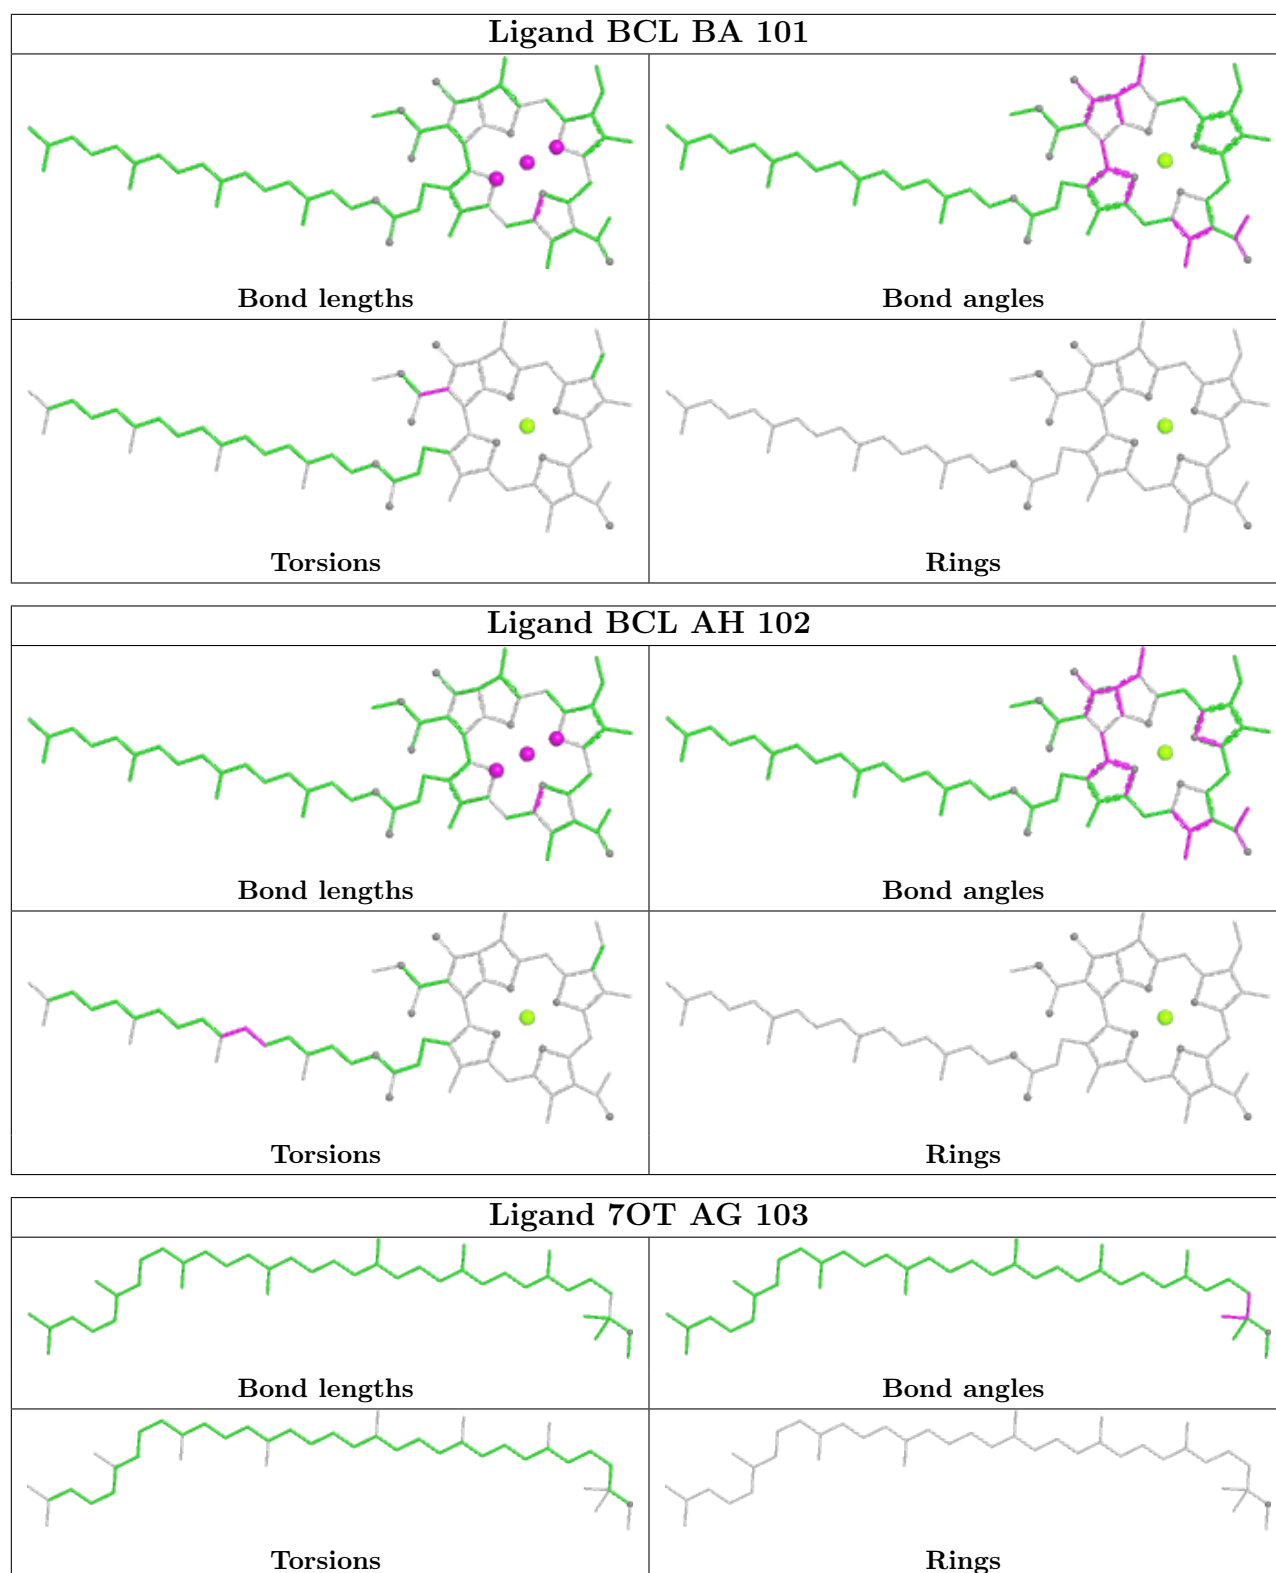 Ligand BCL BA 101
Bond lengths Bond angles
Torsions Rings
Ligand BCL AH 102
Bond lengths Bond angles
Torsions Rings
Ligand 7OT AG 103
Bond lengths Bond angles
Torsions Rings